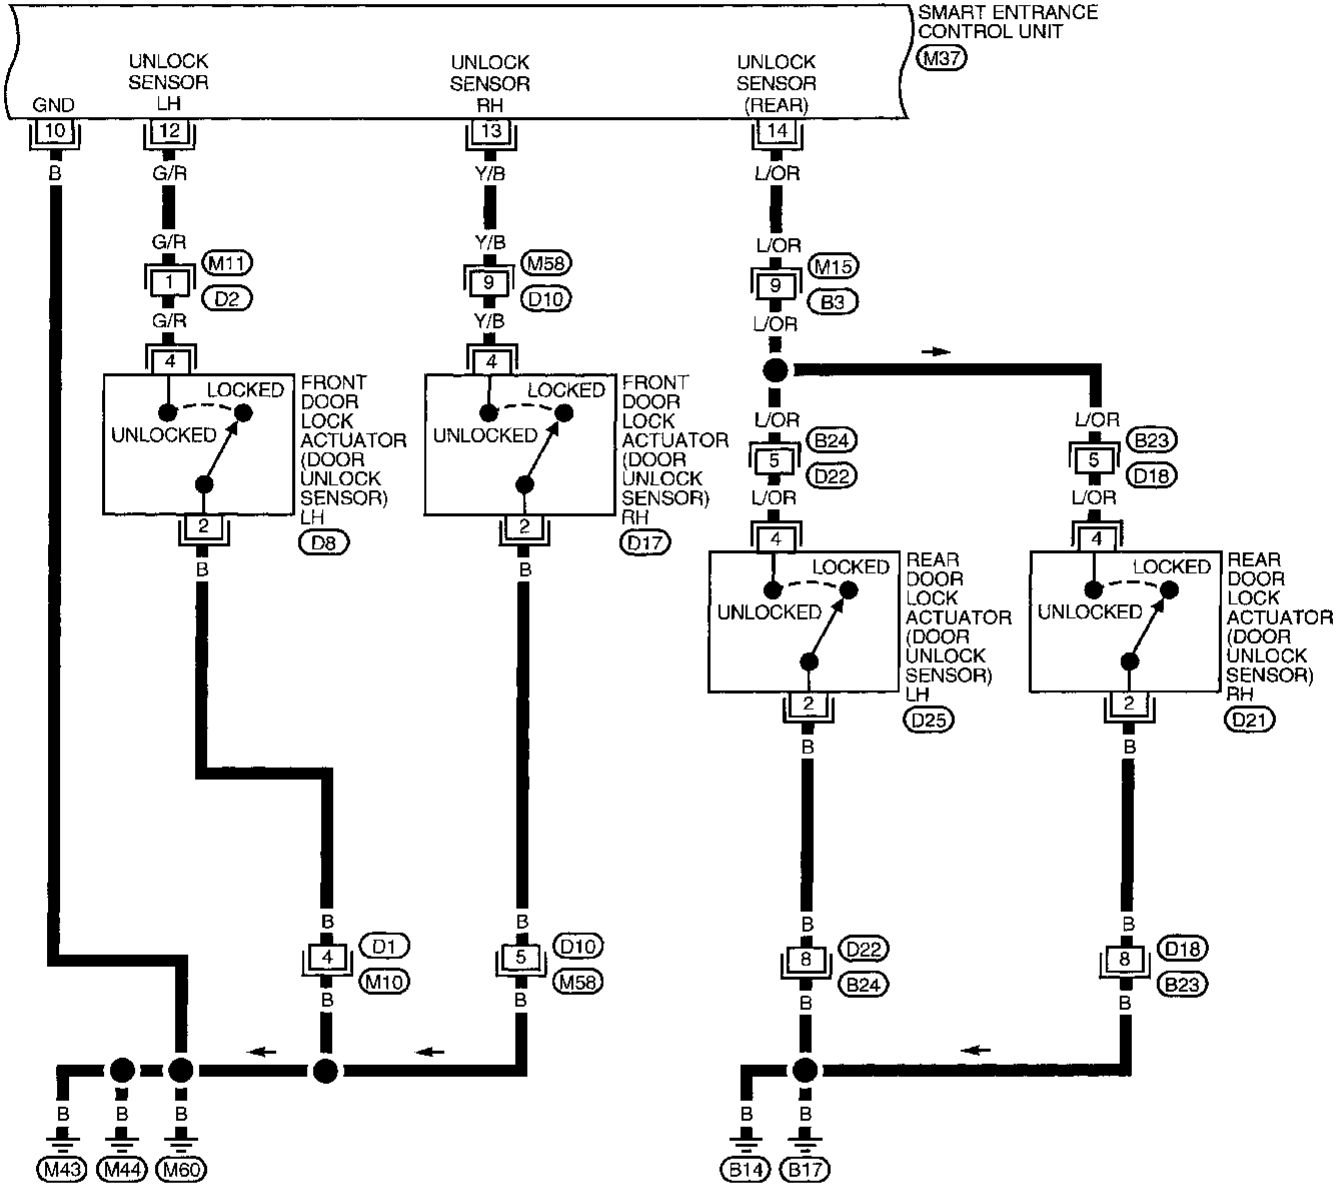 SMART ENTRANCE
CONTROL UNIT
M37
UNLOCK
SENSOR
LH
UNLOCK
SENSOR
RH
UNLOCK
SENSOR
(REAR)
GND
10
12
13
14
B
G/R
Y/B
L/OR
G/R
Y/B
L/OR
M11
M58
M15
1
9
9
D2
D10
B3
G/R
Y/B
L/OR
4
4
LOCKED
UNLOCKED
FRONT
DOOR
LOCK
ACTUATOR
(DOOR
UNLOCK
SENSOR)
LH
D8
LOCKED
UNLOCKED
FRONT
DOOR
LOCK
ACTUATOR
(DOOR
UNLOCK
SENSOR)
RH
D17
L/OR
L/OR
B24
B23
5
5
D22
D18
L/OR
L/OR
2
2
4
4
B
B
LOCKED
UNLOCKED
REAR
DOOR
LOCK
ACTUATOR
(DOOR
UNLOCK
SENSOR)
LH
D25
LOCKED
UNLOCKED
REAR
DOOR
LOCK
ACTUATOR
(DOOR
UNLOCK
SENSOR)
RH
D21
2
2
B
B
B
B
B
B
D1
D10
D22
D18
4
5
8
8
M10
M58
B24
B23
B
B
B
B
B
B
B
B
B
M43
M44
M60
B14
B17